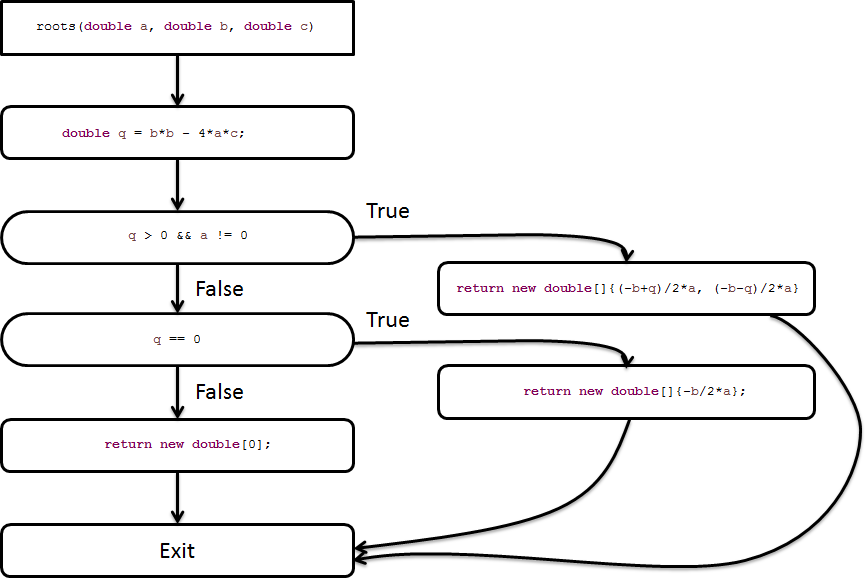 roots(double a, double b, double c)
double q = b*b - 4*a*c;
q > 0 && a != 0
True
return new double[]{(-b+q)/2*a, (-b-q)/2*a}
False
q == 0
True
return new double[]{-b/2*a};
False
return new double[0];
Exit